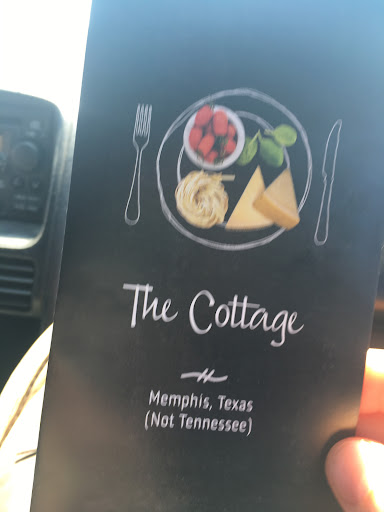 The Cottage
Memphis, Texas
(Not Tennessee)